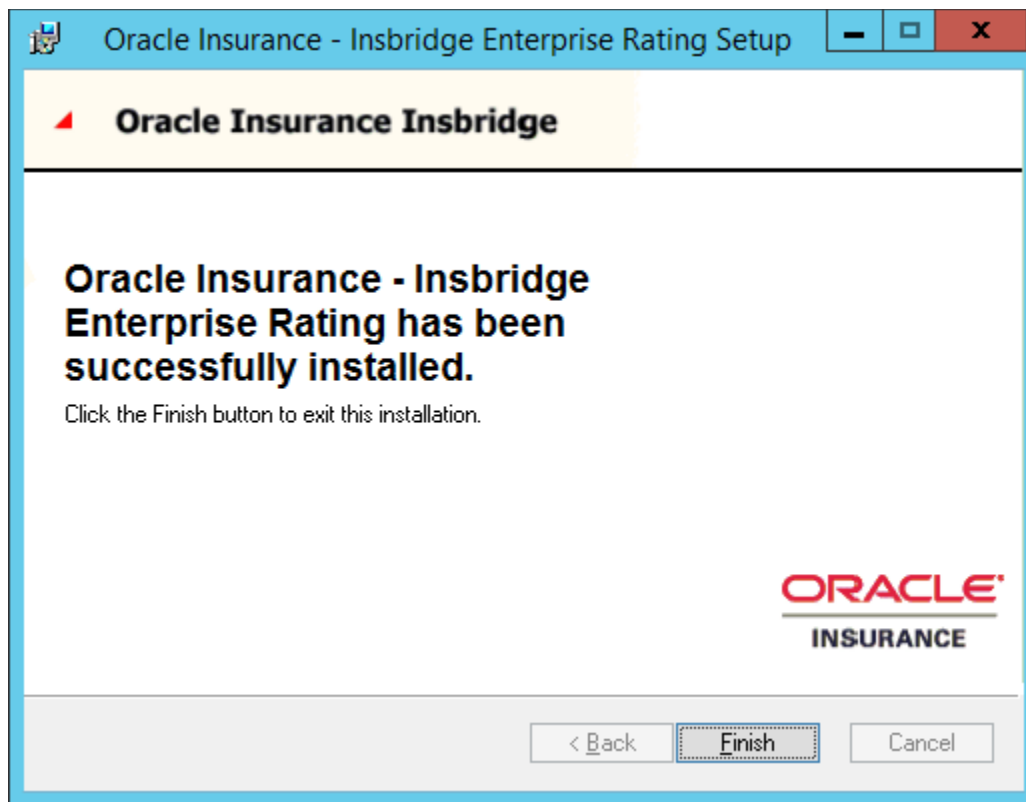 Oracle Insurance - Insbridge Enterprise Rating Setup
Oracle Insurance Insbridge
Oracle Insurance - Insbridge
Enterprise Rating has been
successfully installed.
Click the Finish button to exit this installation.
ORACLE
INSURANCE
< Back Finish Cancel